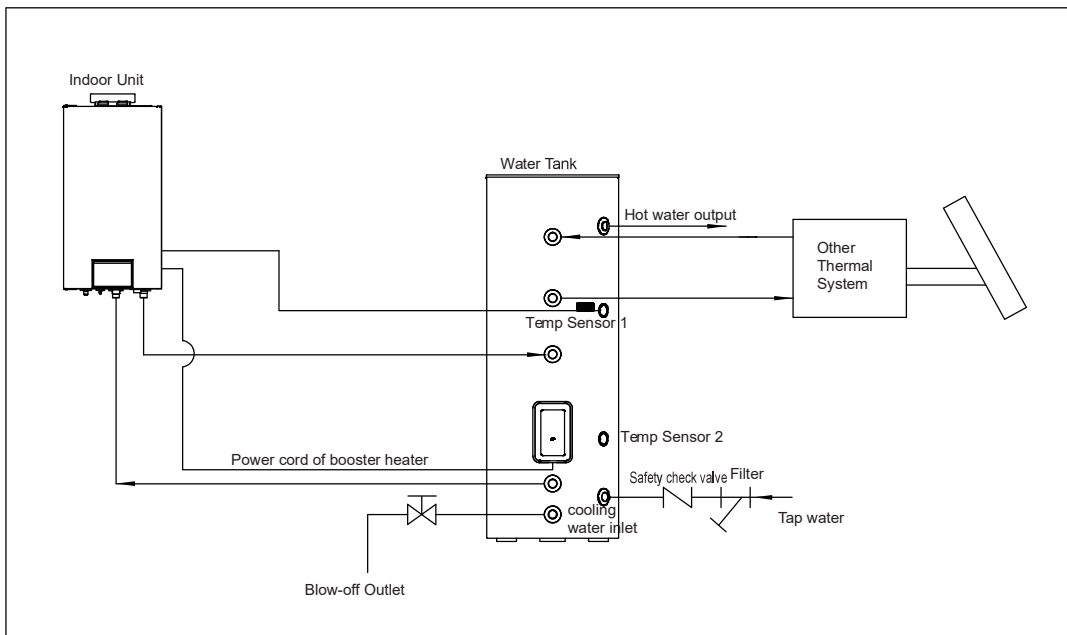 Indoor Unit
Water Tank
Hot water output
Other
Thermal
System
Temp Sensor 1
Temp Sensor 2
Power cord of booster heater
Safety check valve
Filter
cooling
water inlet
Tap water
Blow-off Outlet